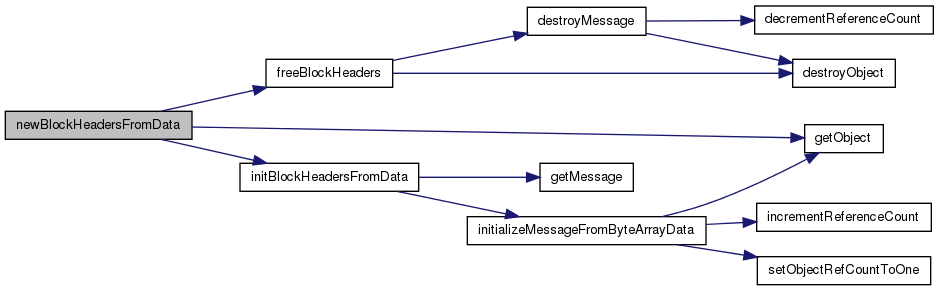 destroyMessage
decrementReferenceCount
freeBlockHeaders
destroyObject
newBlockHeadersFromData
getObject
initBlockHeadersFromData
getMessage
initializeMessageFromByteArrayData
incrementReferenceCount
setObjectRefCountToOne